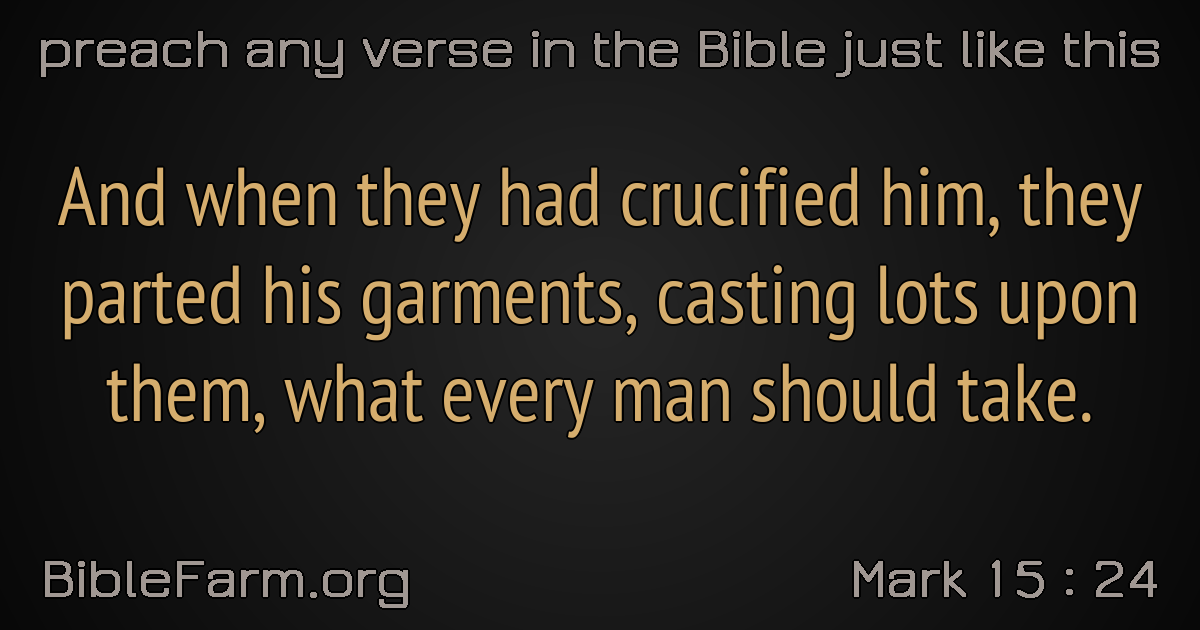 preach any verse in the Bible just like this
And when they had crucified him, they
parted his garments, casting lots upon
them, what every man should take.
BibleFarm.org
Mark 15 : 24